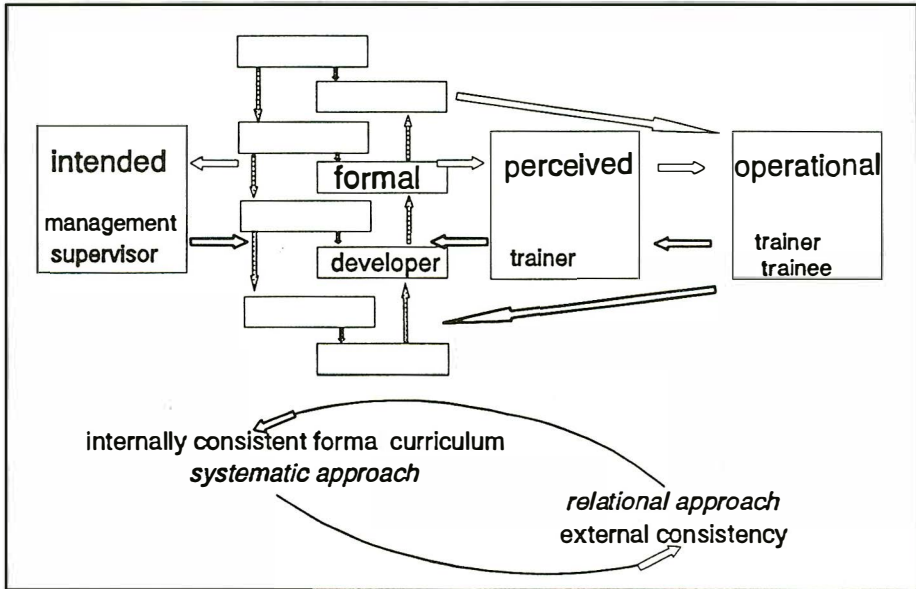 intended
management
supervisor
formal
developer
perceived
trainer
operational
trainer
trainee
internally consistent forma curriculum
systematic approach
relational approach
external consistency